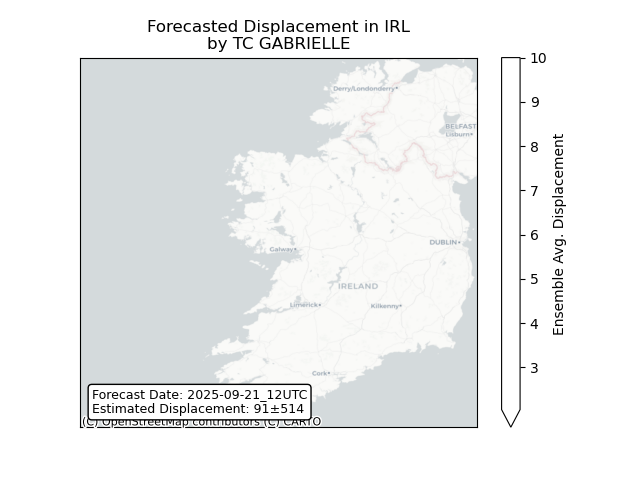 Forecasted Displacement in IRL
by TC GABRIELLE
Derry/Londonderry
BELFAST
Lisburn
Galway
DUBLIN
IRELAND
Limerick
Kilkenny
Cork
Forecast Date: 2025-09-21_12UTC
Estimated Displacement: 91±514
(C) OpenStreetMap contributors (C) CARTO
10
9
8
7
6
5
4
3
Ensemble Avg. Displacement